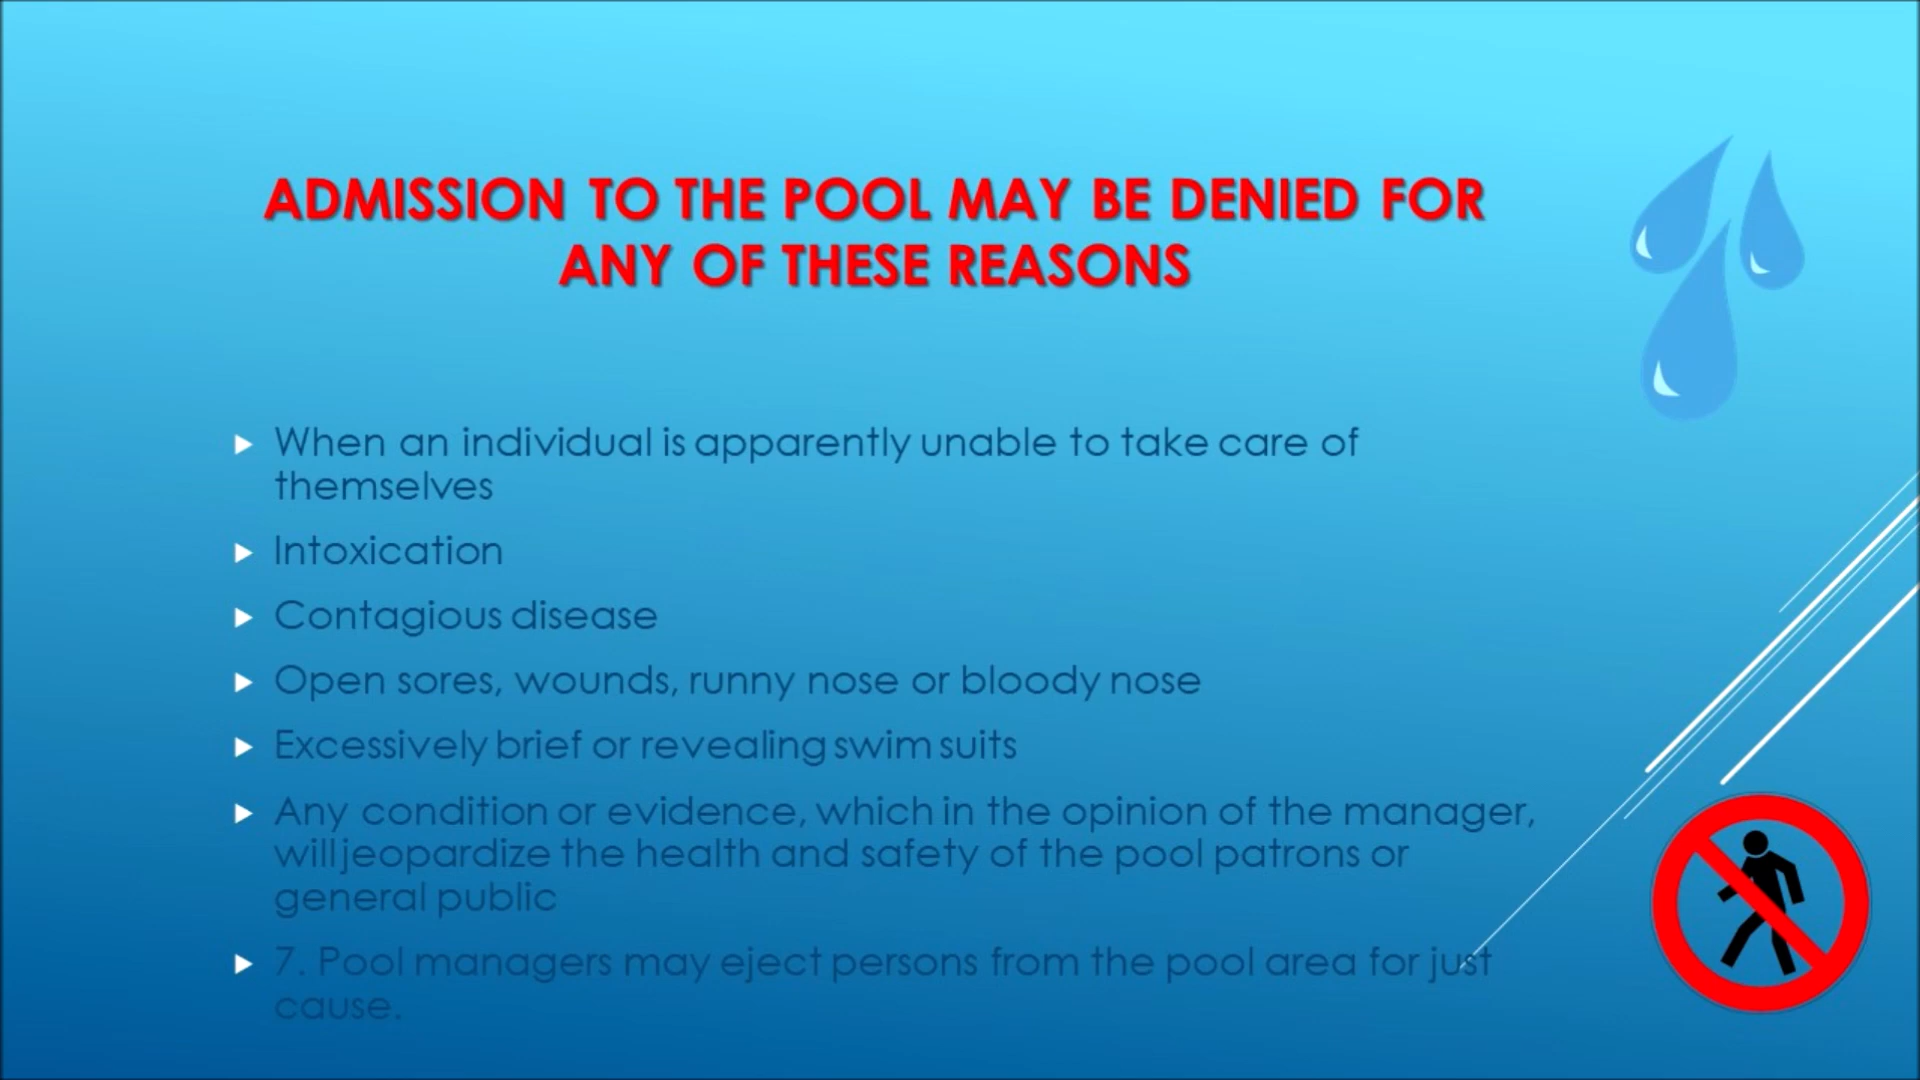 ADMISSION TO THE POOL MAY BE DENIED FOR
ANY OF THESE REASONS
When an individual is apparently unable to take care of
themselves
Intoxication
Contagious disease
Open sores, wounds, runny nose or bloody nose
Excessively brief or revealing swim suits
Any condition or evidence, which in the opinion of the manager,
will jeopardize the health and safety of the pool patrons or
general public
7. Pool managers may eject persons from the pool area for just
cause.